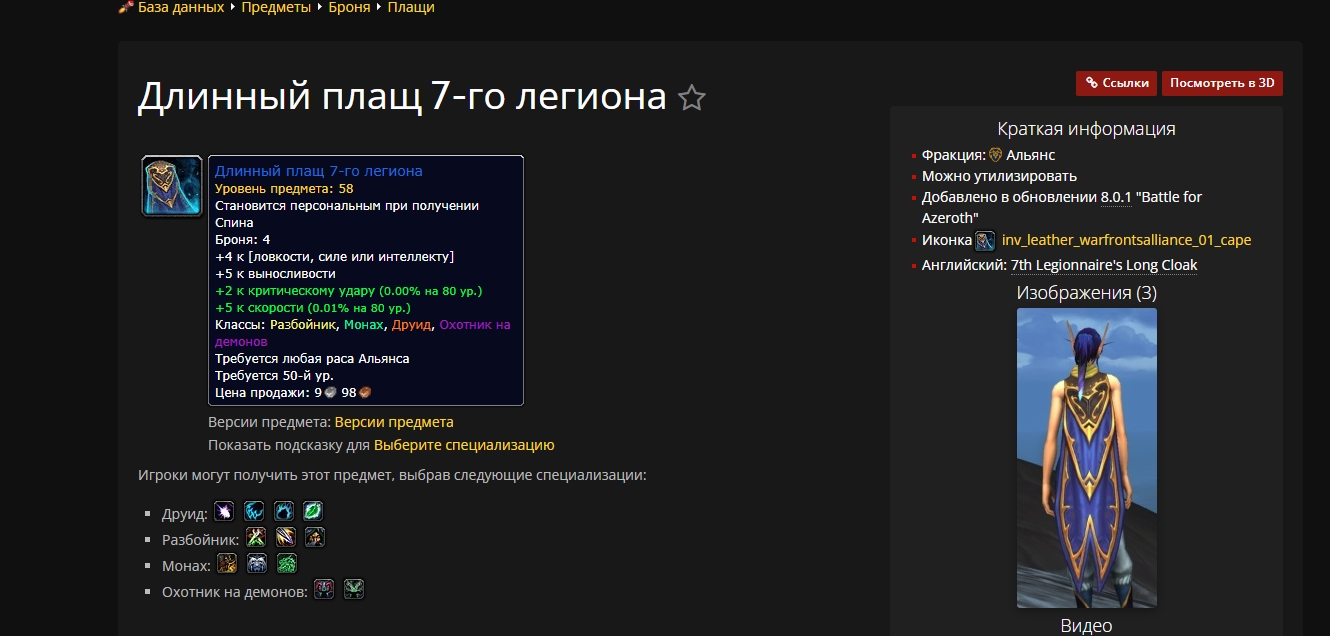 База данных Предметы Броня Плащи
Длинный плащ 7-го легиона
Ссылки Посмотреть в 3D
Длинный плащ 7-го легиона
Уровень предмета: 58
Становится персональным при получении
Спина
Броня: 4
+4 к [ловкости, силе или интеллекту]
+5 к выносливости
+2 к критическому удару (0.00% на 80 ур.)
+5 к скорости (0.01% на 80 ур.)
Классы: Разбойник, Монах, Друид, Охотник на
демонов
Требуется любая раса Альянса
Требуется 50-й ур.
Цена продажи: 9 98
Версии предмета: Версии предмета
Показать подсказку для Выберите специализацию
Игроки могут получить этот предмет, выбрав следующие специализации:
Друид:
Разбойник:
Монах:
Охотник на демонов:
Краткая информация
Фракция: Альянс
Можно утилизировать
Добавлено в обновлении 8.0.1 "Battle for
Azeroth"
Иконка inv_leather_warfrontsalliance_01_cape
Английский: 7th Legionnaire's Long Cloak
Изображения (3)
Видео